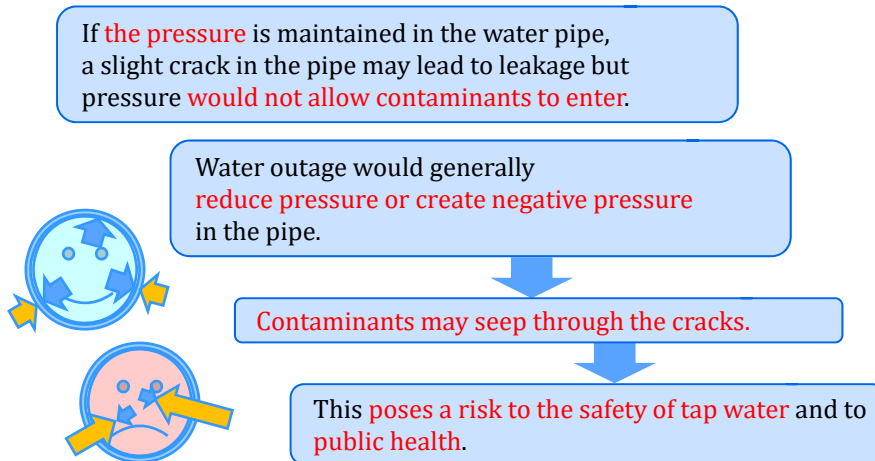 If the pressure is maintained in the water pipe,
a slight crack in the pipe may lead to leakage but
pressure would not allow contaminants to enter.
Water outage would generally
reduce pressure or create negative pressure
in the pipe.
Contaminants may seep through the cracks.
This poses a risk to the safety of tap water and to
public health.